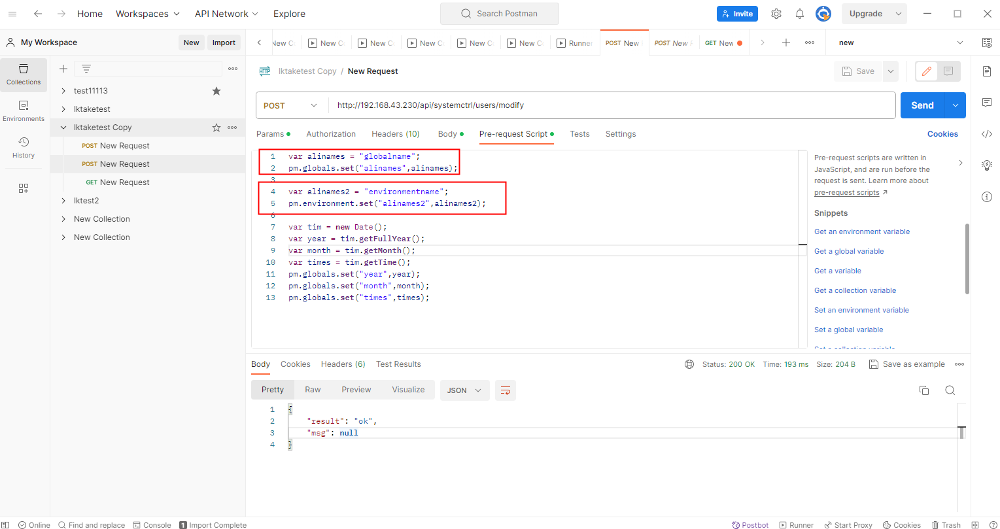 Home Workspaces API Network Explore Search Postman Invite Upgrade
My Workspace New Import New New New New New Runner POST New POST New GET New new
Collections
Environments
History
test11113
lktaketest
lktaketest Copy
POST New Request
POST New Request
GET New Request
lktest2
New Collection
New Collection
HTTP lktaketest Copy / New Request Save
POST http://192.168.43.230/api/systemctrl/users/modify Send
Params Authorization Headers (10) Body Pre-request Script Tests Settings Cookies
1 var alinames = "globalname";
2 pm.globals.set("alinames",alinames);
3
4 var alinames2 = "environmentname";
5 pm.environment.set("alinames2",alinames2);
6
7 var tim = new Date();
8 var year = tim.getFullYear();
9 var month = tim.getMonth();
10 var times = tim.getTime();
11 pm.globals.set("year",year);
12 pm.globals.set("month",month);
13 pm.globals.set("times",times);
Pre-request scripts are written in
JavaScript, and are run before the
request is sent. Learn more about
pre-request scripts ↗
Snippets
Get an environment variable
Get a global variable
Get a variable
Get a collection variable
Set an environment variable
Set a global variable
Set a collection variable
Body Cookies Headers (6) Test Results Status: 200 OK Time: 193 ms Size: 204 B Save as example
Pretty Raw Preview Visualize JSON
1 {
2 "result": "ok",
3 "msg": null
4 }
Online Find and replace Console 1 Import Complete Postbot Runner Start Proxy Cookies Trash